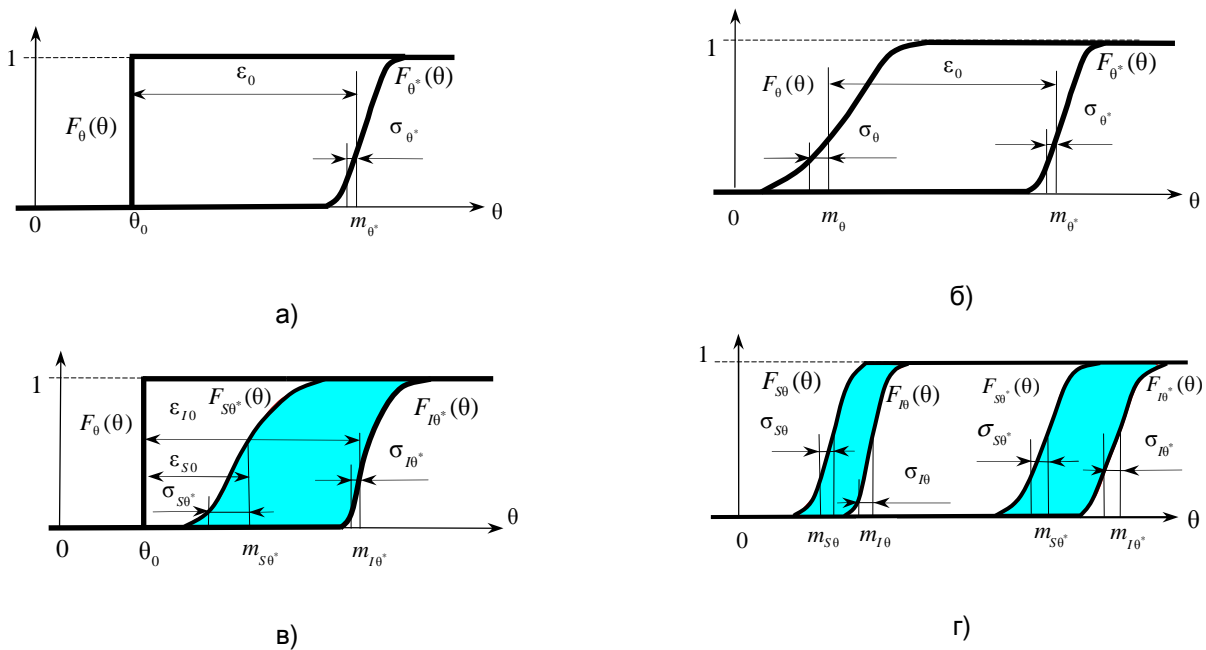 1
ε₀
F_θ(θ)
F_θ*(θ)
σ_θ*
0
θ₀
m_θ*
θ
а)
1
F_θ(θ)
ε₀
F_θ*(θ)
σ_θ
σ_θ*
0
m_θ
m_θ*
θ
б)
1
F_θ(θ)
ε_I0
F_Sθ*(θ)
F_Iθ*(θ)
ε_S0
σ_Iθ*
σ_Sθ*
0
θ₀
m_Sθ*
m_Iθ*
θ
в)
1
F_Sθ(θ)
F_Iθ(θ)
F_Sθ*(θ)
F_Iθ*(θ)
σ_Sθ
σ_Sθ*
σ_Iθ*
σ_Iθ
0
m_Sθ
m_Iθ
m_Sθ*
m_Iθ*
θ
г)